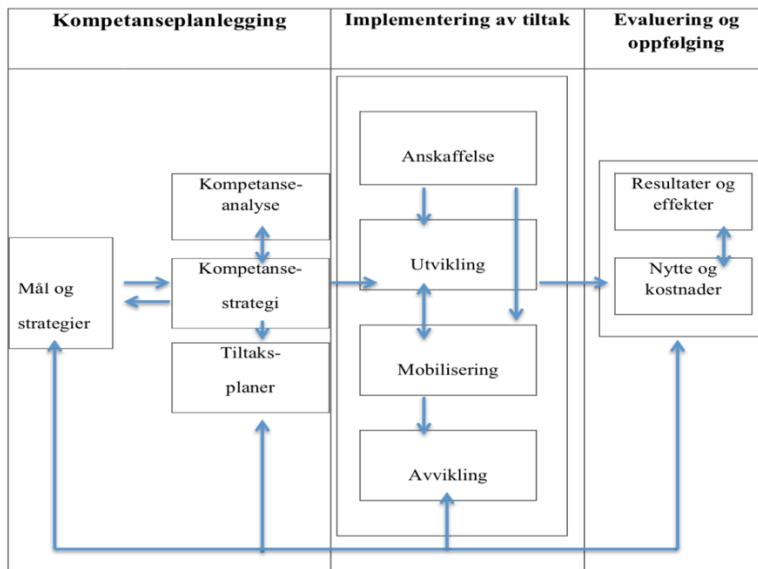 Kompetanseplanlegging
Implementering av tiltak
Evaluering og
oppfølging
Mål og
strategier
Kompetanse-
analyse
Kompetanse-
strategi
Tiltaks-
planer
Anskaffelse
Utvikling
Mobilisering
Avvikling
Resultater og
effekter
Nytte og
kostnader